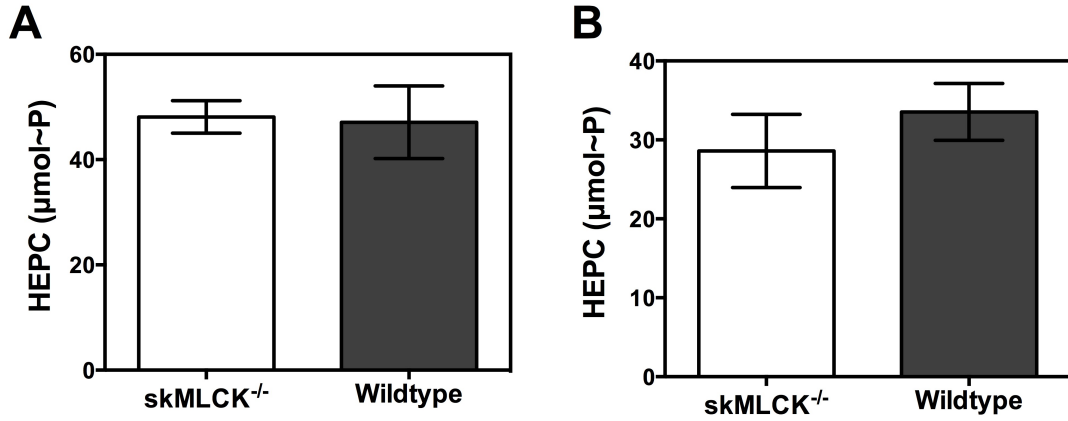 A
60
40
20
0
HEPC (µmol~P)
skMLCK-/-
Wildtype
B
40
30
20
10
0
HEPC (µmol~P)
skMLCK-/-
Wildtype